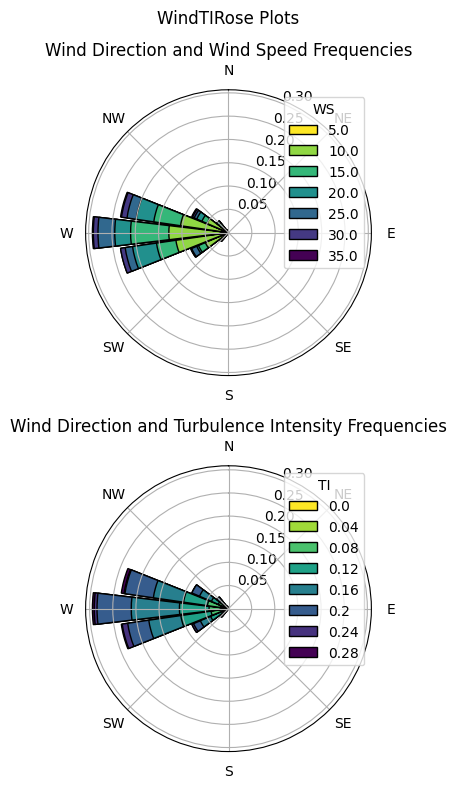 WindTIRose Plots
Wind Direction and Wind Speed Frequencies
N
NW
NE
W
E
SW
SE
S
0.30
0.25
0.20
0.15
0.10
0.05
WS
5.0
10.0
15.0
20.0
25.0
30.0
35.0
Wind Direction and Turbulence Intensity Frequencies
N
NW
NE
W
E
SW
SE
S
0.30
0.25
0.20
0.15
0.10
0.05
TI
0.0
0.04
0.08
0.12
0.16
0.2
0.24
0.28